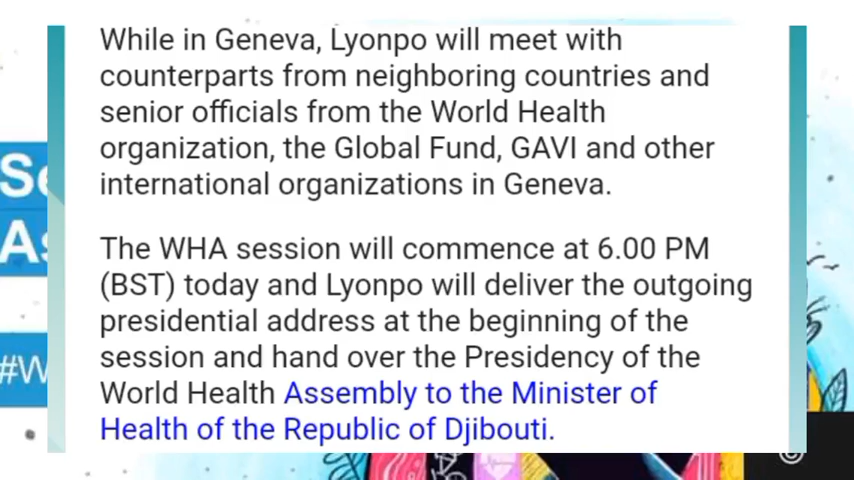 While in Geneva, Lyonpo will meet with
counterparts from neighboring countries and
senior officials from the World Health
organization, the Global Fund, GAVI and other
international organizations in Geneva.
The WHA session will commence at 6.00 PM
(BST) today and Lyonpo will deliver the outgoing
presidential address at the beginning of the
session and hand over the Presidency of the
World Health Assembly to the Minister of
Health of the Republic of Djibouti.
Se
As
#W